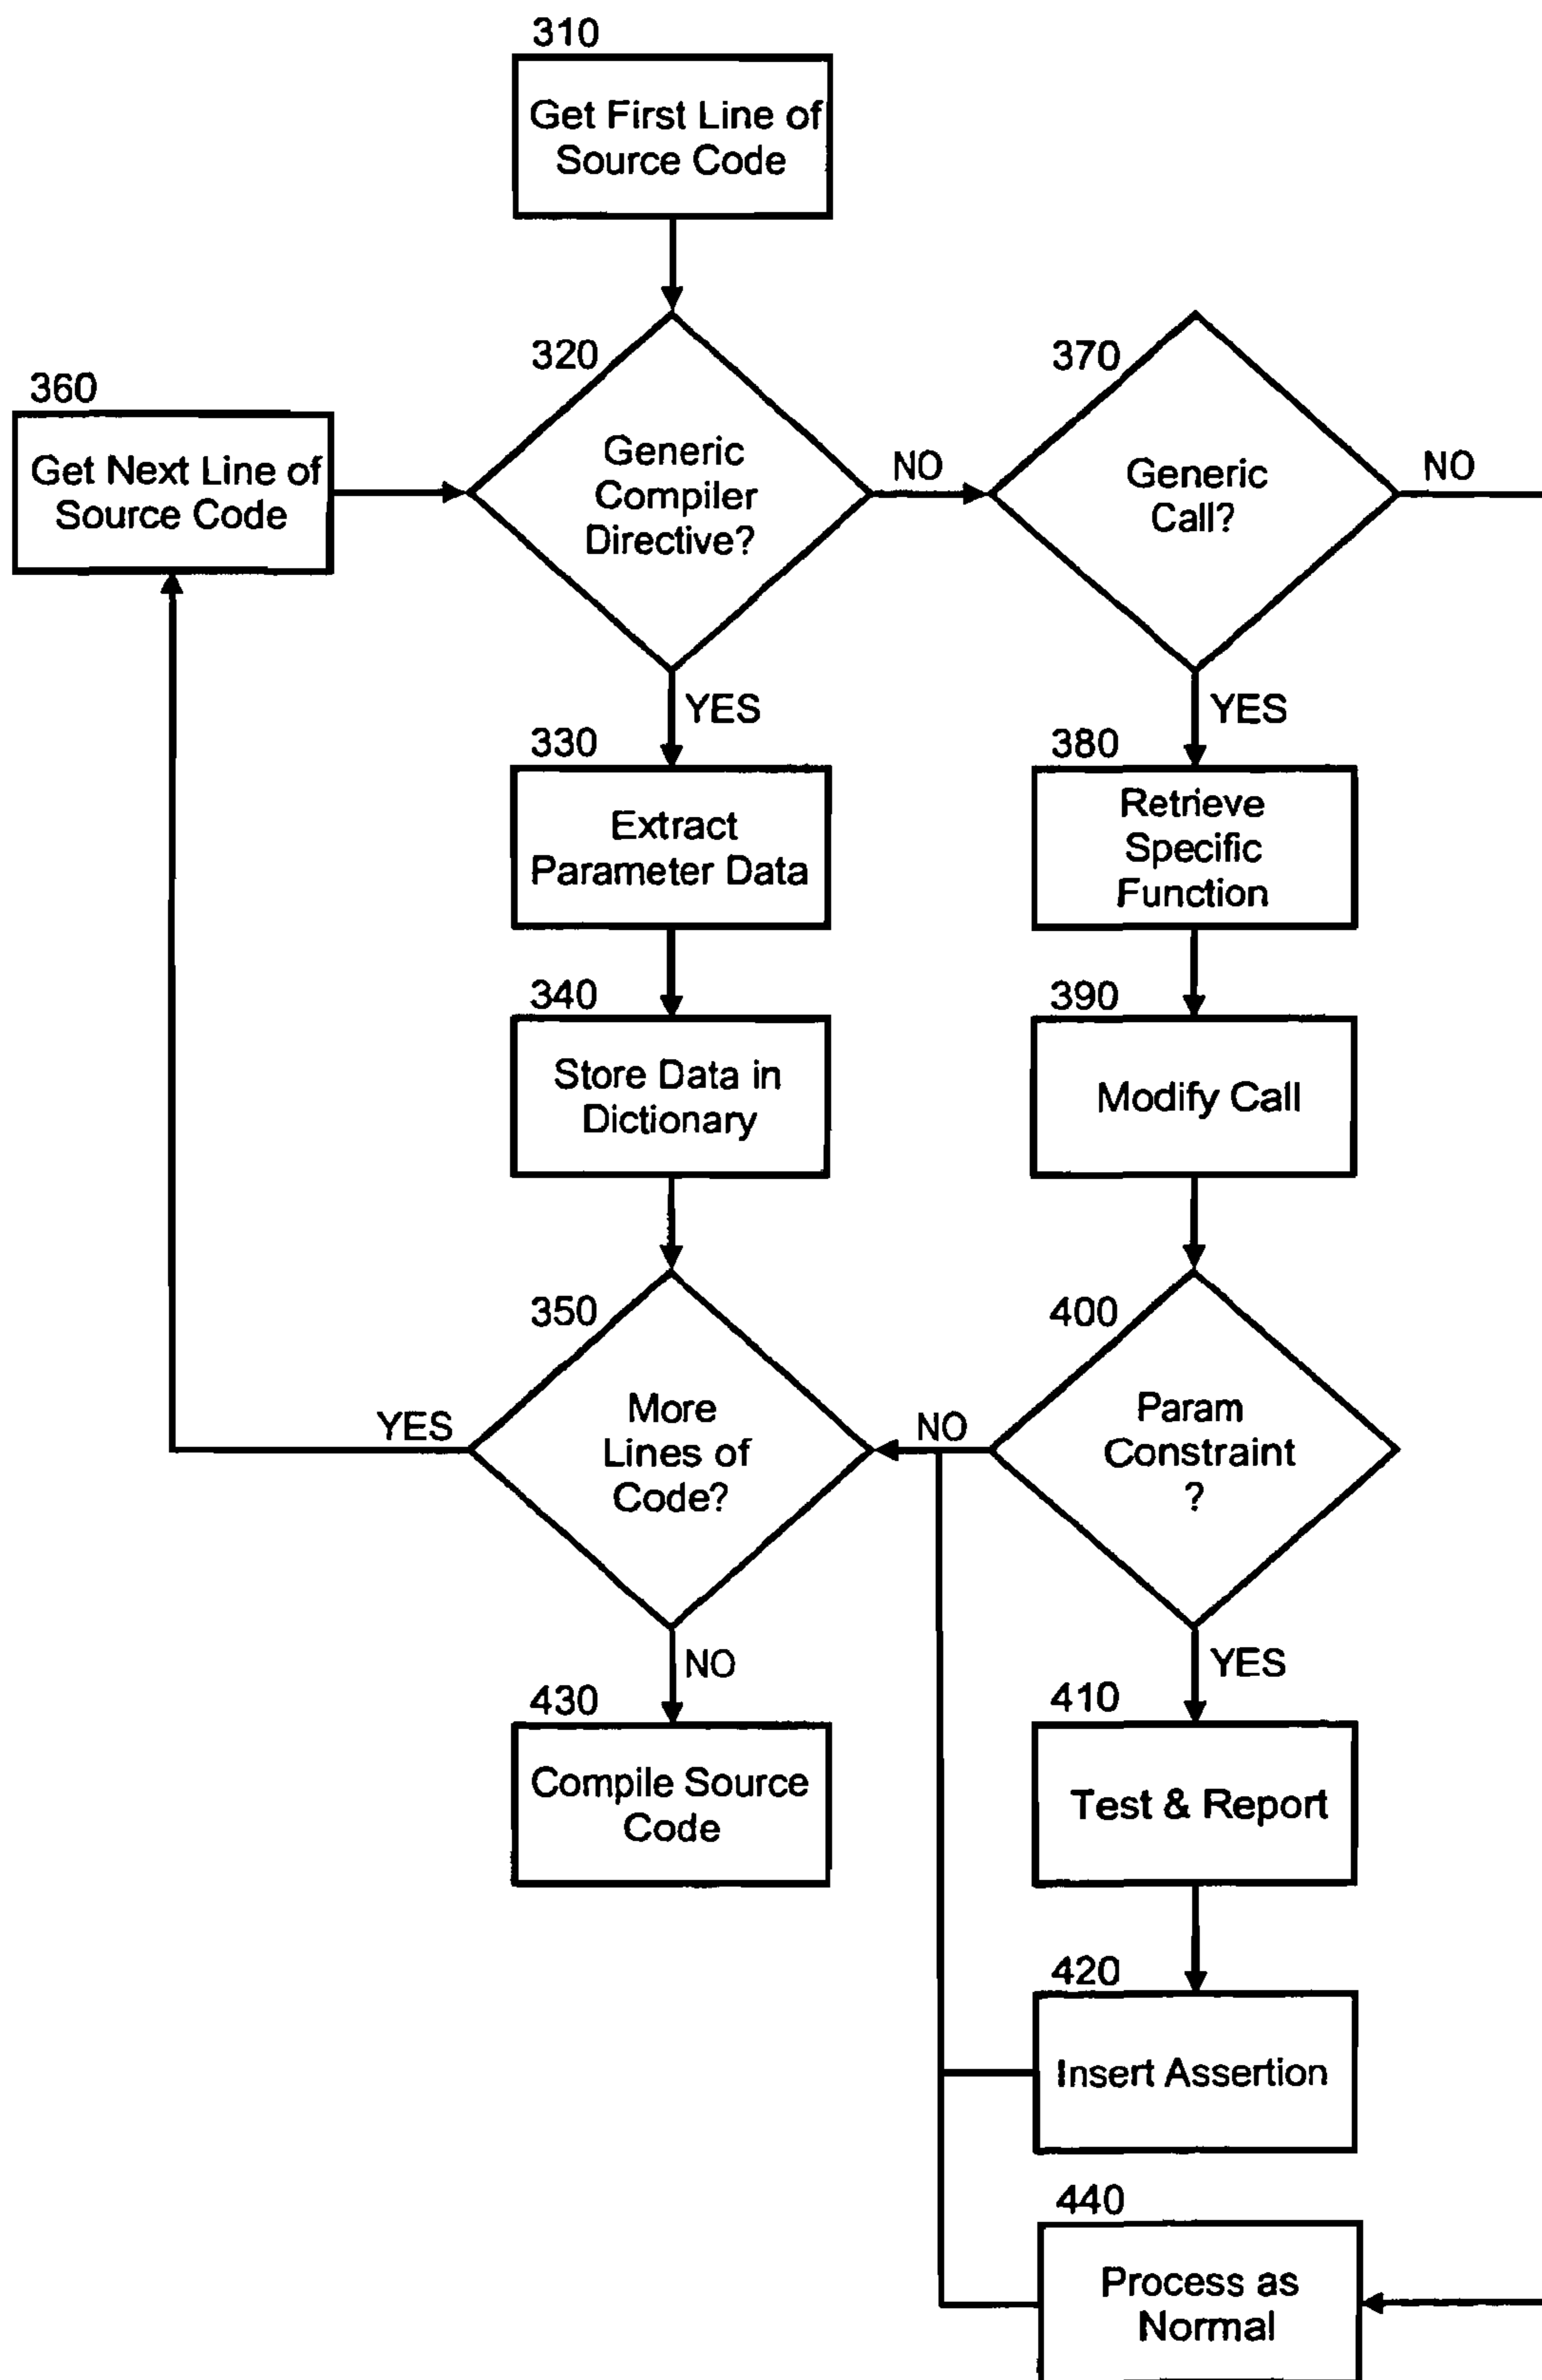 310
Get First Line of
Source Code
320
Generic
Compiler
Directive?
NO
370
Generic
Call?
NO
360
Get Next Line of
Source Code
YES
330
Extract
Parameter Data
YES
380
Retrieve
Specific
Function
340
Store Data in
Dictionary
390
Modify Call
350
More
Lines of
Code?
YES
NO
400
Param
Constraint
?
NO
430
Compile Source
Code
YES
410
Test & Report
420
Insert Assertion
440
Process as
Normal